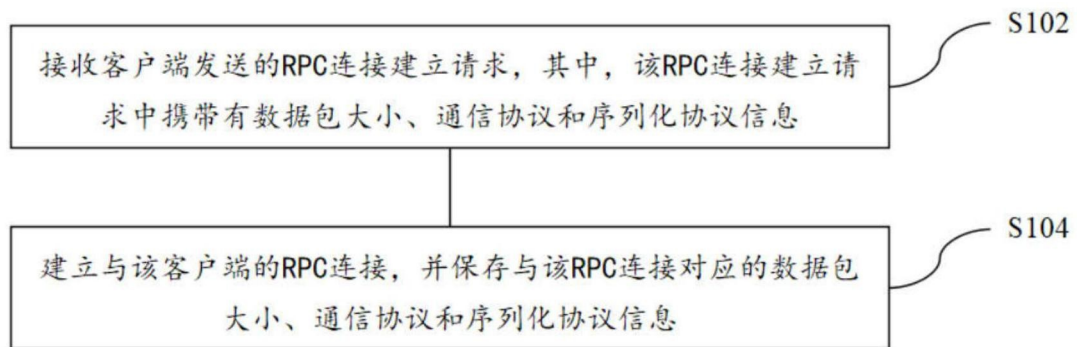 S102
接收客户端发送的RPC连接建立请求，其中，该RPC连接建立请
求中携带有数据包大小、通信协议和序列化协议信息
S104
建立与该客户端的RPC连接，并保存与该RPC连接对应的数据包
大小、通信协议和序列化协议信息